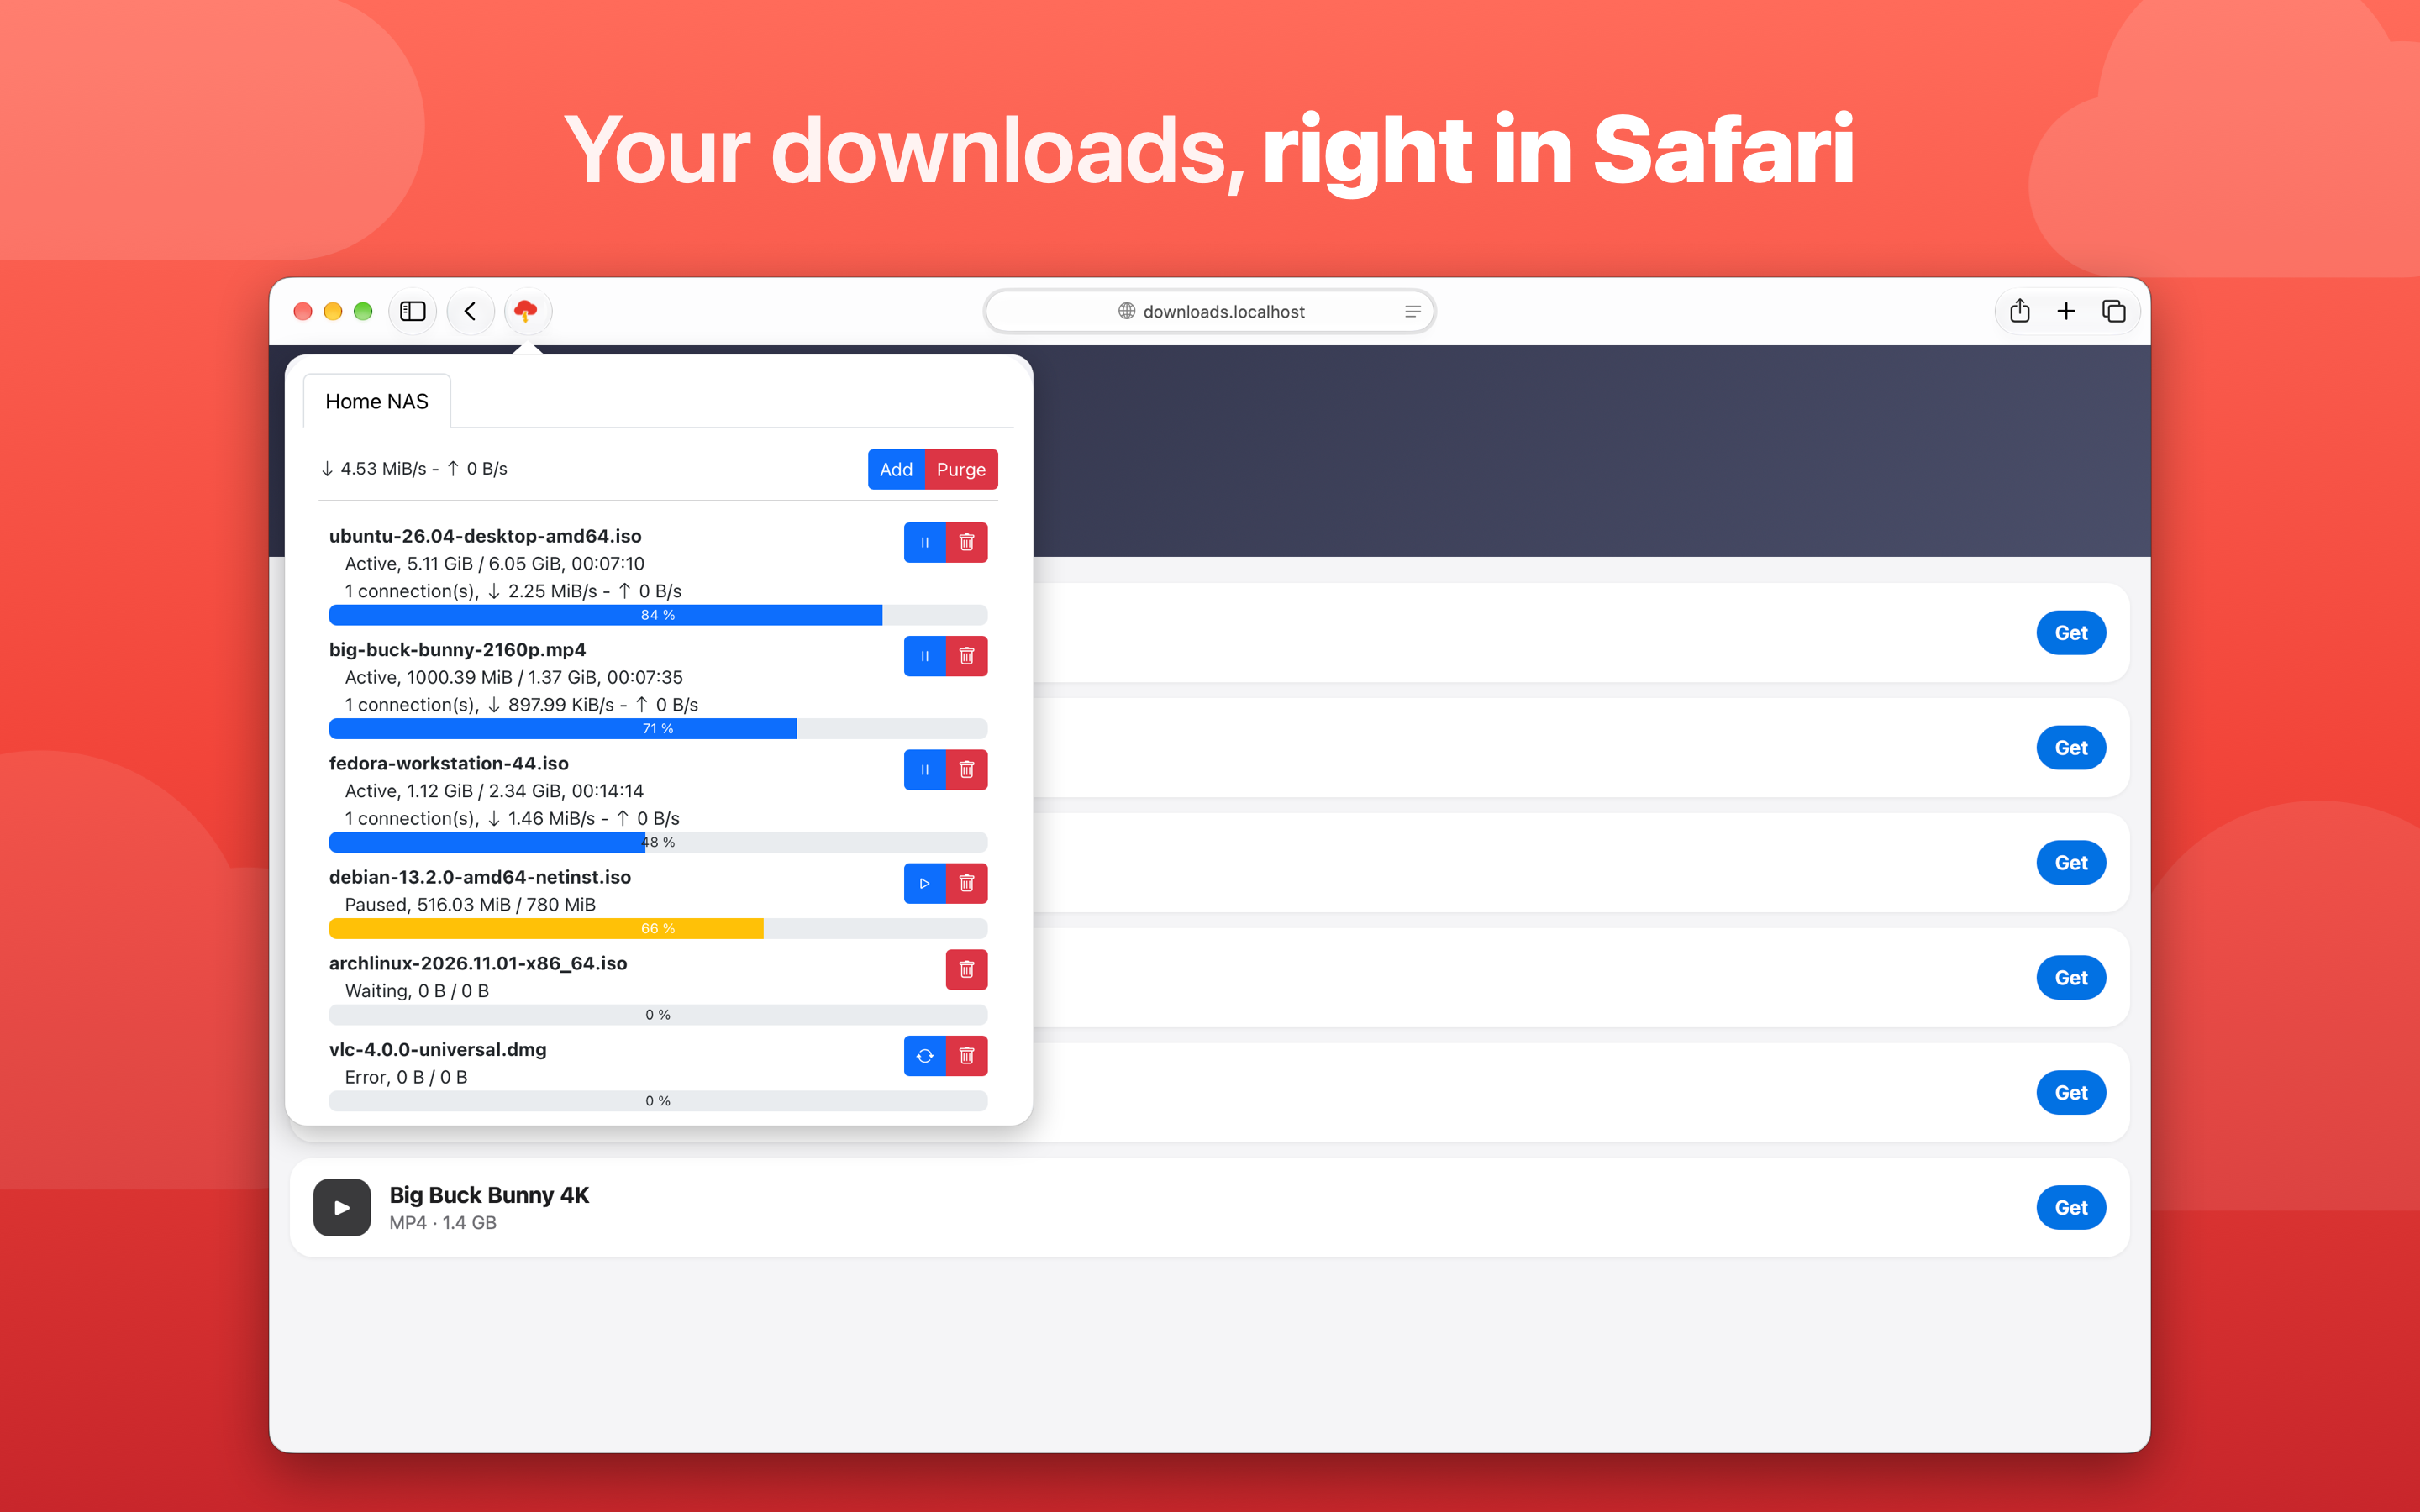 Your downloads, right in Safari
downloads.localhost
Home NAS
↓ 4.53 MiB/s - ↑ 0 B/s
Add Purge
ubuntu-26.04-desktop-amd64.iso
Active, 5.11 GiB / 6.05 GiB, 00:07:10
1 connection(s), ↓ 2.25 MiB/s - ↑ 0 B/s
84 %
big-buck-bunny-2160p.mp4
Active, 1000.39 MiB / 1.37 GiB, 00:07:35
1 connection(s), ↓ 897.99 KiB/s - ↑ 0 B/s
71 %
fedora-workstation-44.iso
Active, 1.12 GiB / 2.34 GiB, 00:14:14
1 connection(s), ↓ 1.46 MiB/s - ↑ 0 B/s
48 %
debian-13.2.0-amd64-netinst.iso
Paused, 516.03 MiB / 780 MiB
66 %
archlinux-2026.11.01-x86_64.iso
Waiting, 0 B / 0 B
0 %
vlc-4.0.0-universal.dmg
Error, 0 B / 0 B
0 %
Get
Get
Get
Get
Get
Big Buck Bunny 4K
MP4 · 1.4 GB
Get